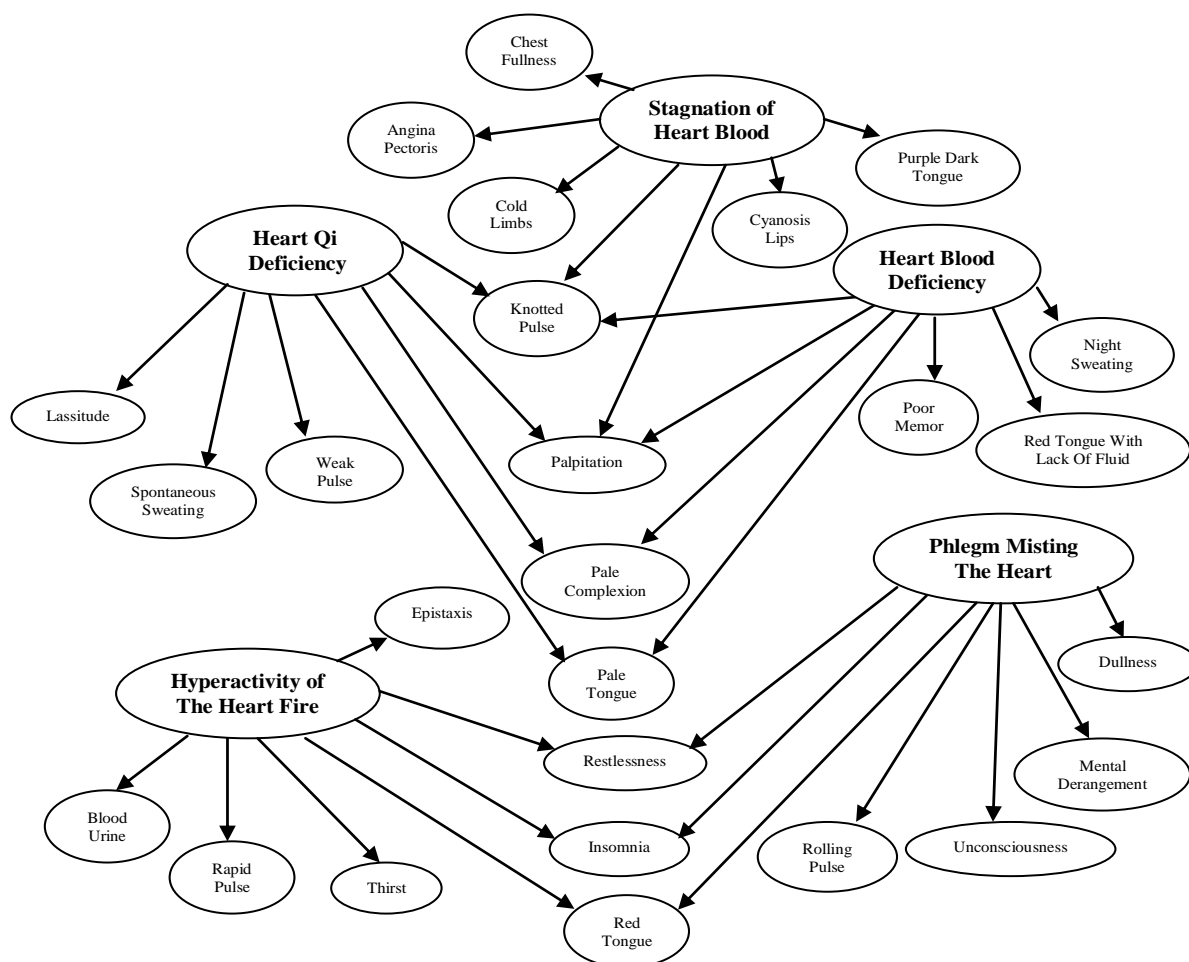 Chest
Fullness
Stagnation of
Heart Blood
Angina
Pectoris
Purple Dark
Tongue
Cold
Limbs
Cyanosis
Lips
Heart Qi
Deficiency
Heart Blood
Deficiency
Knotted
Pulse
Night
Sweating
Lassitude
Poor
Memor
Red Tongue With
Lack Of Fluid
Weak
Pulse
Palpitation
Spontaneous
Sweating
Phlegm Misting
The Heart
Pale
Complexion
Epistaxis
Dullness
Hyperactivity of
The Heart Fire
Pale
Tongue
Restlessness
Mental
Derangement
Blood
Urine
Insomnia
Rolling
Pulse
Unconsciousness
Rapid
Pulse
Thirst
Red
Tongue